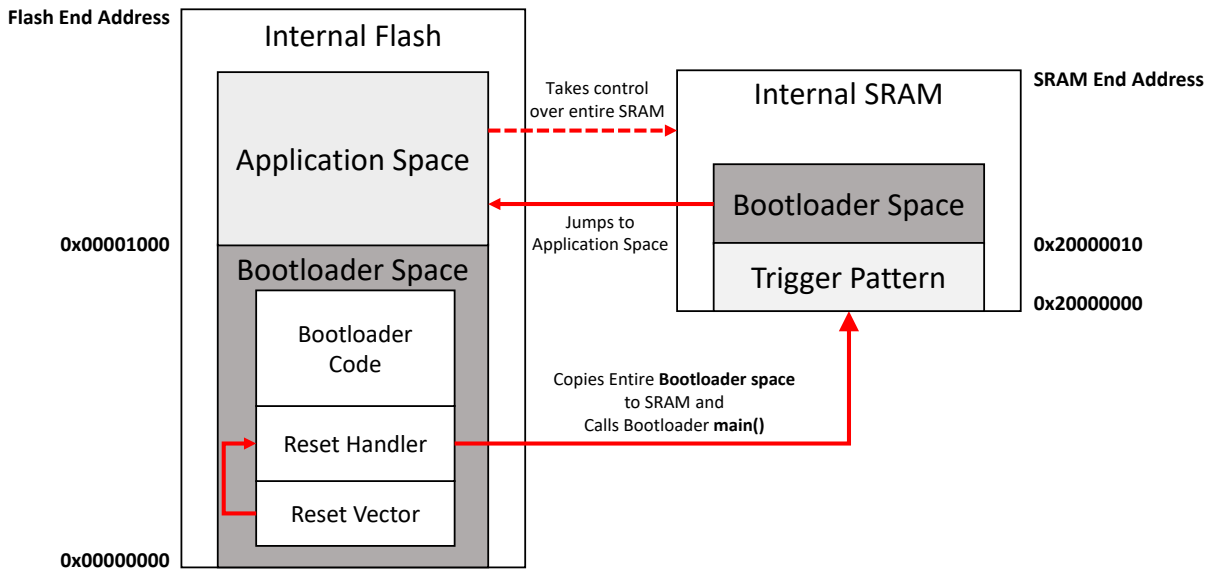 Flash End Address
Internal Flash
Application Space
0x00001000
Bootloader Space
Bootloader
Code
Reset Handler
Reset Vector
0x00000000
Takes control
over entire SRAM
Jumps to
Application Space
Copies Entire Bootloader space
to SRAM and
Calls Bootloader main()
Internal SRAM
SRAM End Address
Bootloader Space
0x20000010
Trigger Pattern
0x20000000